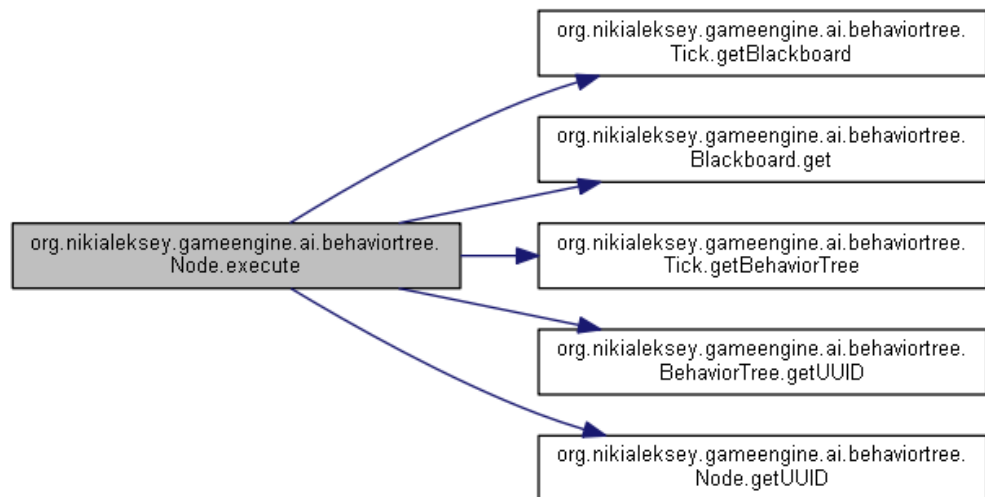 org.nikialeksey.gameengine.ai.behaviortree.
Tick.getBlackboard
org.nikialeksey.gameengine.ai.behaviortree.
Blackboard.get
org.nikialeksey.gameengine.ai.behaviortree.
Node.execute
org.nikialeksey.gameengine.ai.behaviortree.
Tick.getBehaviorTree
org.nikialeksey.gameengine.ai.behaviortree.
BehaviorTree.getUUID
org.nikialeksey.gameengine.ai.behaviortree.
Node.getUUID